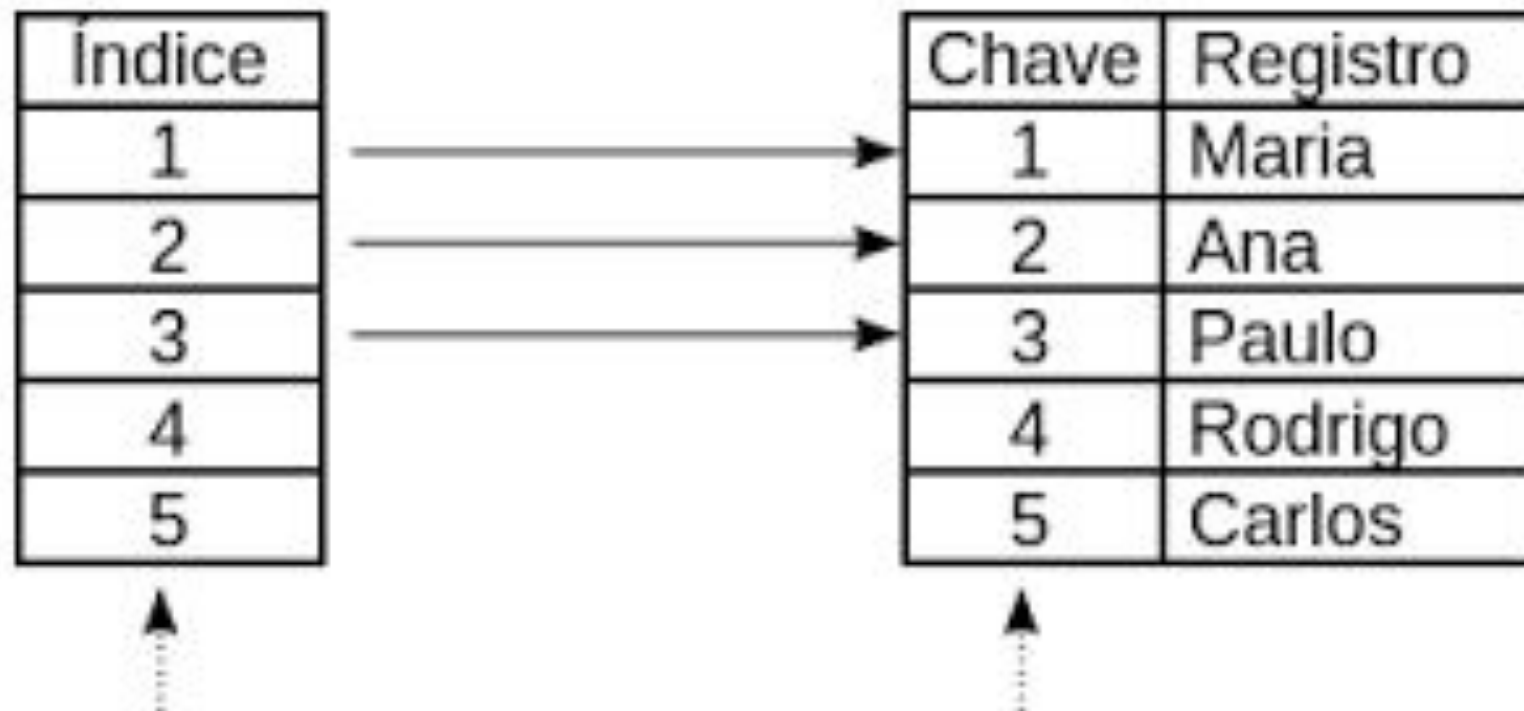 Índice Chave Registro
1 1 Maria
2 2 Ana
3 3 Paulo
4 4 Rodrigo
5 5 Carlos